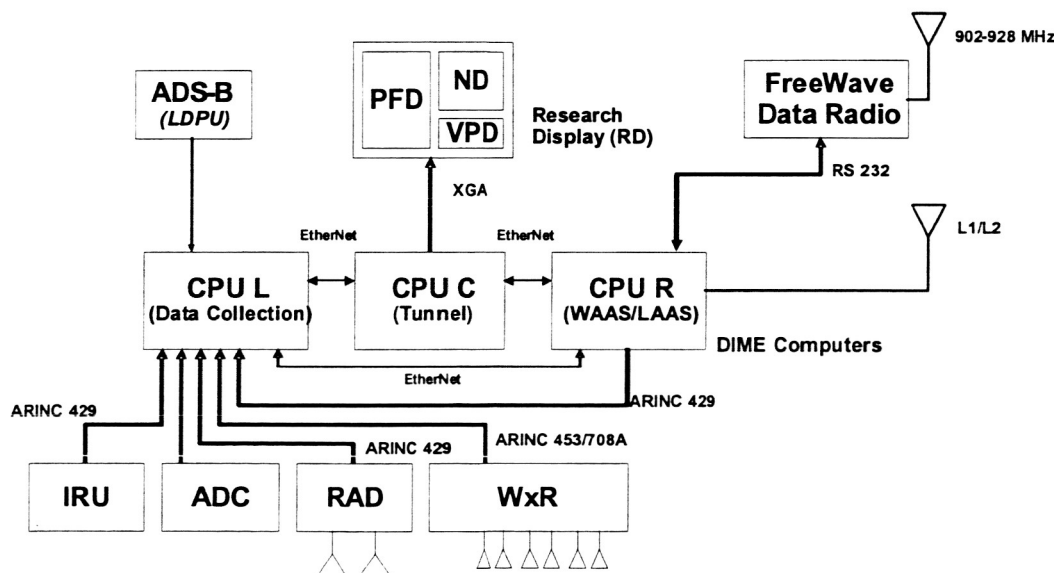 902-928 MHz
FreeWave
Data Radio
ADS-B
(LDPU)
PFD
ND
VPD
Research
Display (RD)
RS 232
XGA
L1/L2
EtherNet
EtherNet
CPU L
(Data Collection)
CPU C
(Tunnel)
CPU R
(WAAS/LAAS)
DIME Computers
EtherNet
ARINC 429
ARINC 429
ARINC 429
ARINC 453/708A
IRU
ADC
RAD
WxR